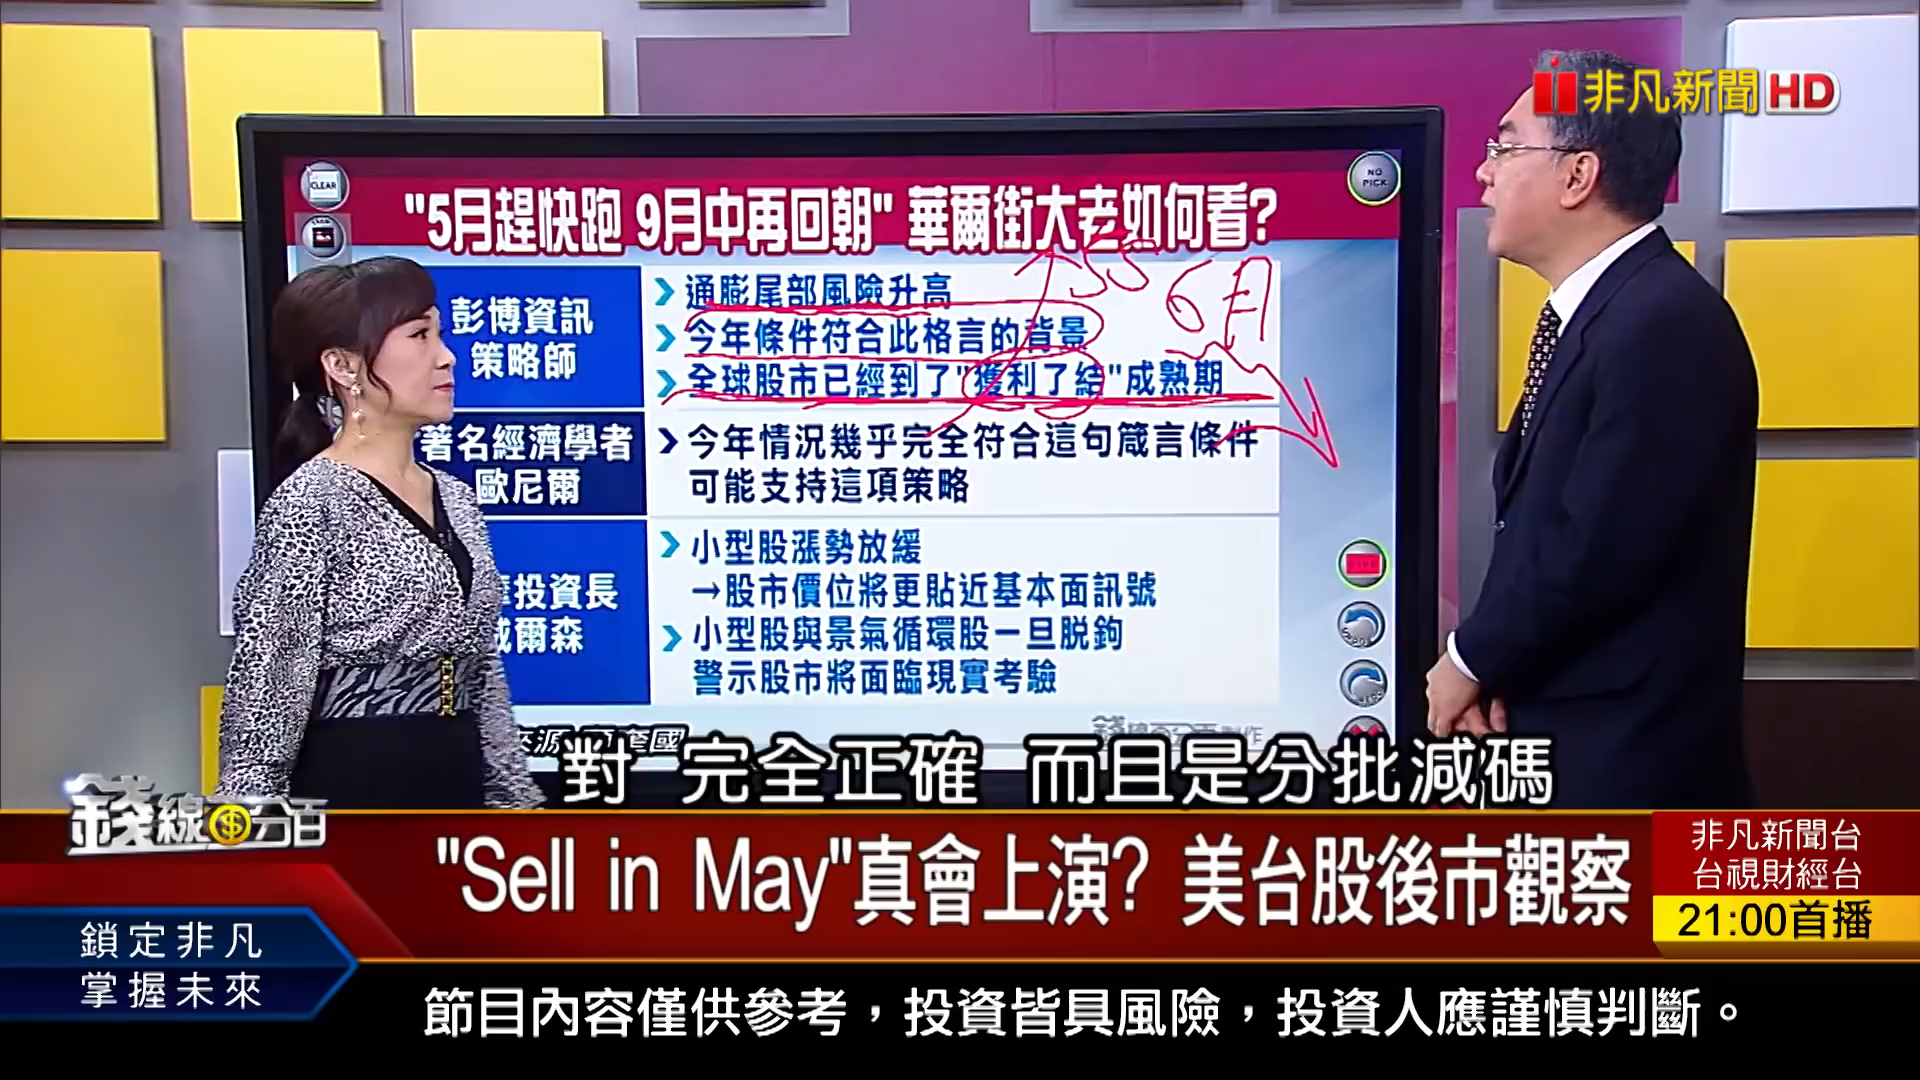 非凡新聞HD
CLEAR
NO PICK
"5月趕快跑 9月中再回朝" 華爾街大老如何看?
55
6月
彭博資訊
策略師
通膨尾部風險升高
今年條件符合此格言的背景
全球股市已經到了"獲利了結"成熟期
著名經濟學者
歐尼爾
今年情況幾乎完全符合這句箴言條件
可能支持這項策略
投資長
爾森
小型股漲勢放緩
→股市價位將更貼近基本面訊號
小型股與景氣循環股一旦脫鉤
警示股市將面臨現實考驗
對 完全正確 而且是分批減碼
錢線百分百
"Sell in May"真會上演? 美台股後市觀察
非凡新聞台
台視財經台
21:00首播
鎖定非凡
掌握未來
節目內容僅供參考，投資皆具風險，投資人應謹慎判斷。